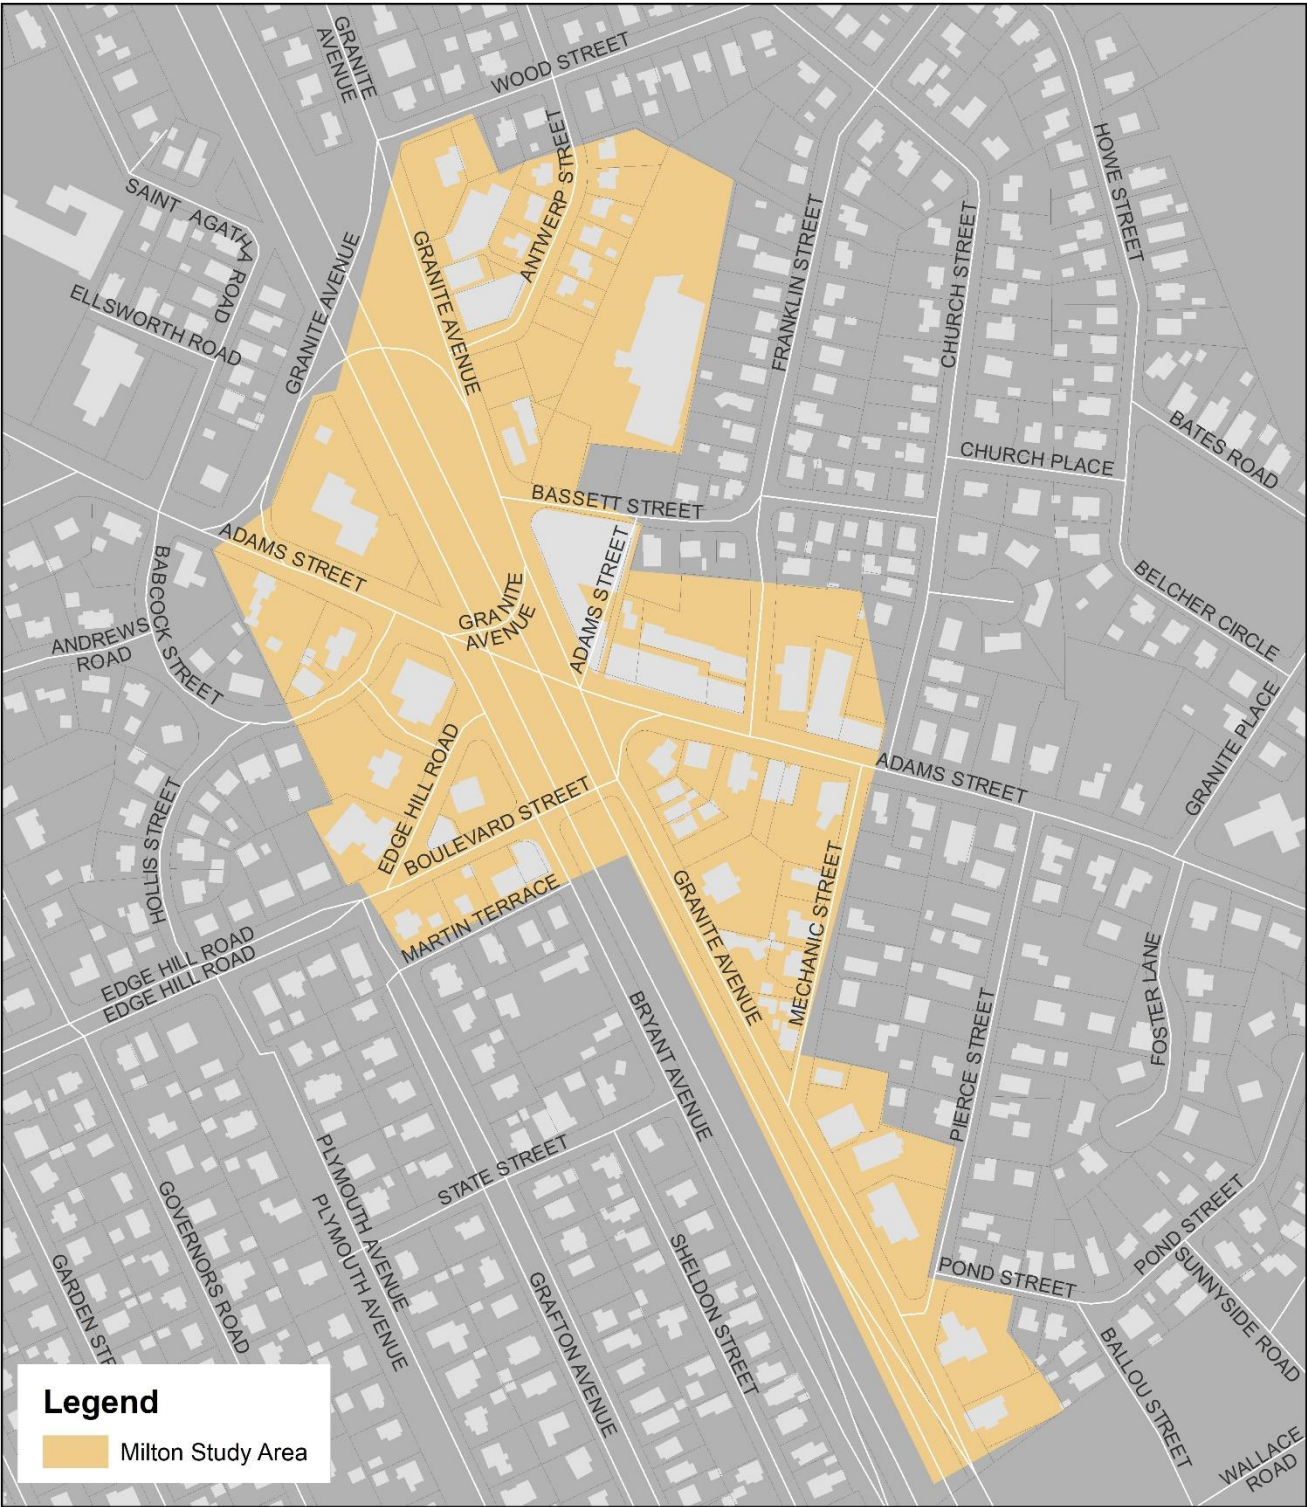 GRANITE
AVENUE
WOOD STREET
HOWE STREET
ANTWERP STREET
SAINT AGATHA
ROAD
ELLSWORTH ROAD
GRANITE AVENUE
GRANITE AVENUE
FRANKLIN STREET
CHURCH STREET
BATES ROAD
CHURCH PLACE
BASSETT STREET
ADAMS STREET
BABCOCK STREET
ANDREWS
ROAD
GRANITE
AVENUE
ADAMS STREET
BELCHER CIRCLE
GRANITE PLACE
EDGE HILL ROAD
BOULEVARD STREET
ADAMS STREET
HOLLIS STREET
MARTIN TERRACE
GRANITE AVENUE
MECHANIC STREET
EDGE HILL ROAD
EDGE HILL ROAD
FOSTER LANE
BRYANT AVENUE
PIERCE STREET
STATE STREET
PLYMOUTH AVENUE
PLYMOUTH AVENUE
GOVERNORS ROAD
GARDEN STR
GRAFTON AVENUE
SHELDON STREET
POND STREET
POND STREET
SUNNYSIDE ROAD
BALLOU STREET
WALLACE
ROAD
Legend
Milton Study Area